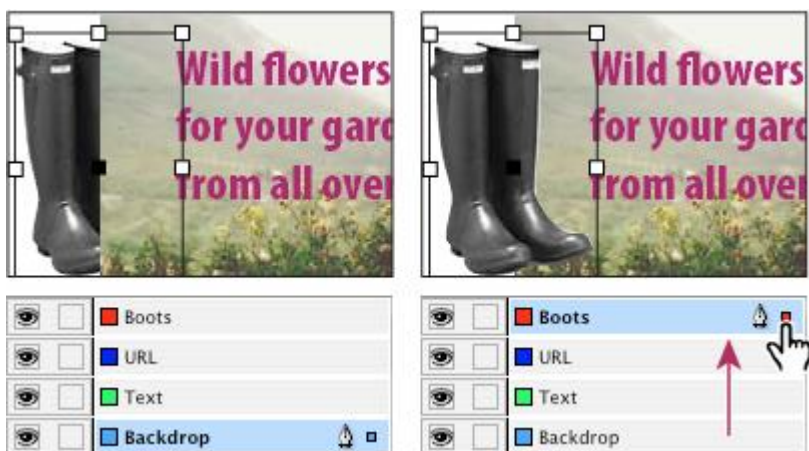 Wild flowers
for your gard
from all over
Wild flowers
for your gard
from all over
Boots
URL
Text
Backdrop
Boots
URL
Text
Backdrop